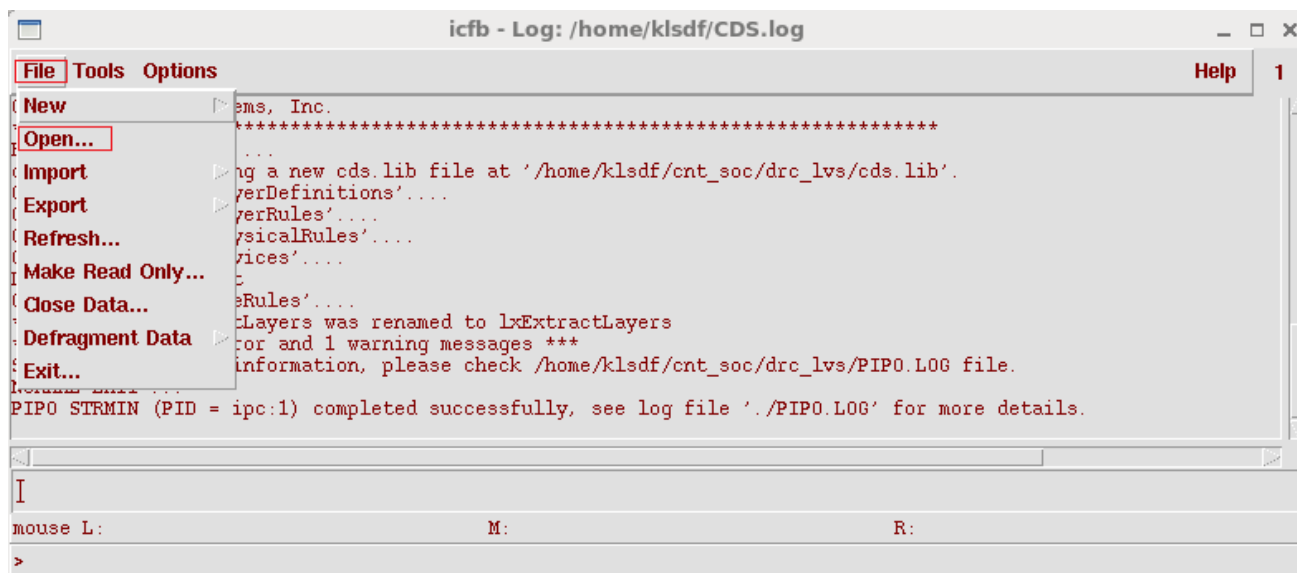 icfb - Log: /home/klsdf/CDS.log
File Tools Options Help 1
New
Open...
Import
Export
Refresh...
Make Read Only...
Close Data...
Defragment Data
Exit...
ems, Inc.
****************************************************************
...
ng a new cds.lib file at '/home/klsdf/cnt_soc/drc_lvs/cds.lib'.
yerDefinitions'....
yerRules'....
ysicalRules'....
vices'....
eRules'....
tLayers was renamed to lxExtractLayers
ror and 1 warning messages ***
information, please check /home/klsdf/cnt_soc/drc_lvs/PIPO.LOG file.
PIPO STRMIN (PID = ipc:1) completed successfully, see log file './PIPO.LOG' for more details.
mouse L: M: R:
>